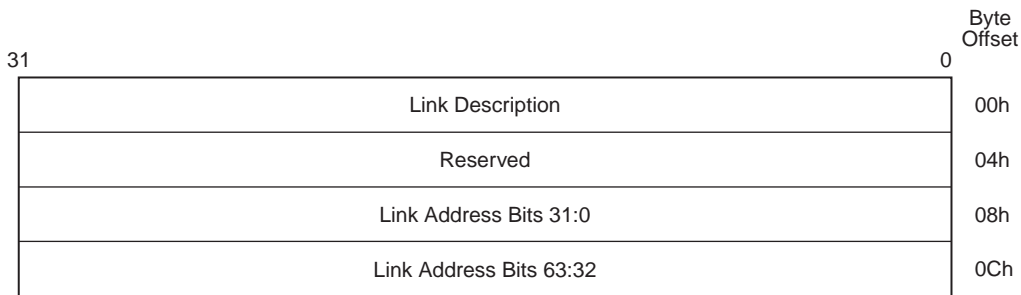 Byte
Offset
31 0
Link Description 00h
Reserved 04h
Link Address Bits 31:0 08h
Link Address Bits 63:32 0Ch